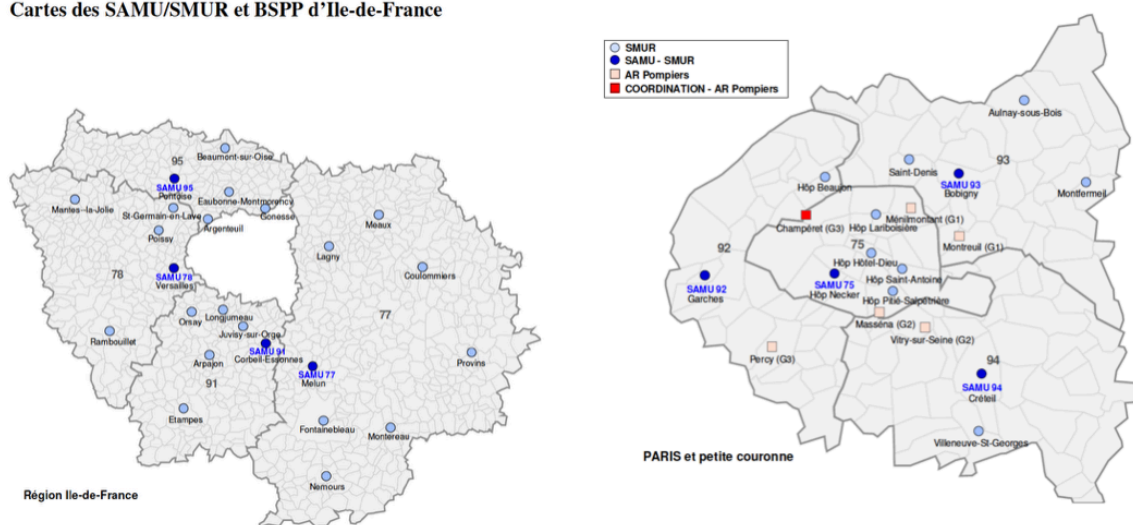 Cartes des SAMU/SMUR et BSPP d'Ile-de-France
95
Beaumont-sur-Oise
SAMU 95
Pontoise
Eaubonne-Montmorency
Mantes-la-Jolie
St-Germain-en-Laye
Gonesse
Argenteuil
Poissy
Meaux
Lagny
78
SAMU 78
Versailles
Coulommiers
77
Orsay
Longjumeau
Juvisy-sur-Orge
Rambouillet
SAMU 91
Corbeil-Essonnes
Arpajon
91
SAMU 77
Melun
Provins
Etampes
Fontainebleau
Montereau
Nemours
Région Ile-de-France
SMUR
SAMU - SMUR
AR Pompiers
COORDINATION - AR Pompiers
Aulnay-sous-Bois
93
Saint-Denis
SAMU 93
Bobigny
Hôp Beaujon
Montfermeil
Ménilmontant (G1)
Champéret (G3)
Hôp Lariboisière
Montreuil (G1)
92
75
Hôp Hôtel-Dieu
SAMU 92
Garches
SAMU 75
Hôp Necker
Hôp Saint-Antoine
Hôp Pitié-Salpêtrière
Masséna (G2)
Vitry-sur-Seine (G2)
Percy (G3)
94
SAMU 94
Créteil
Villeneuve-St-Georges
PARIS et petite couronne